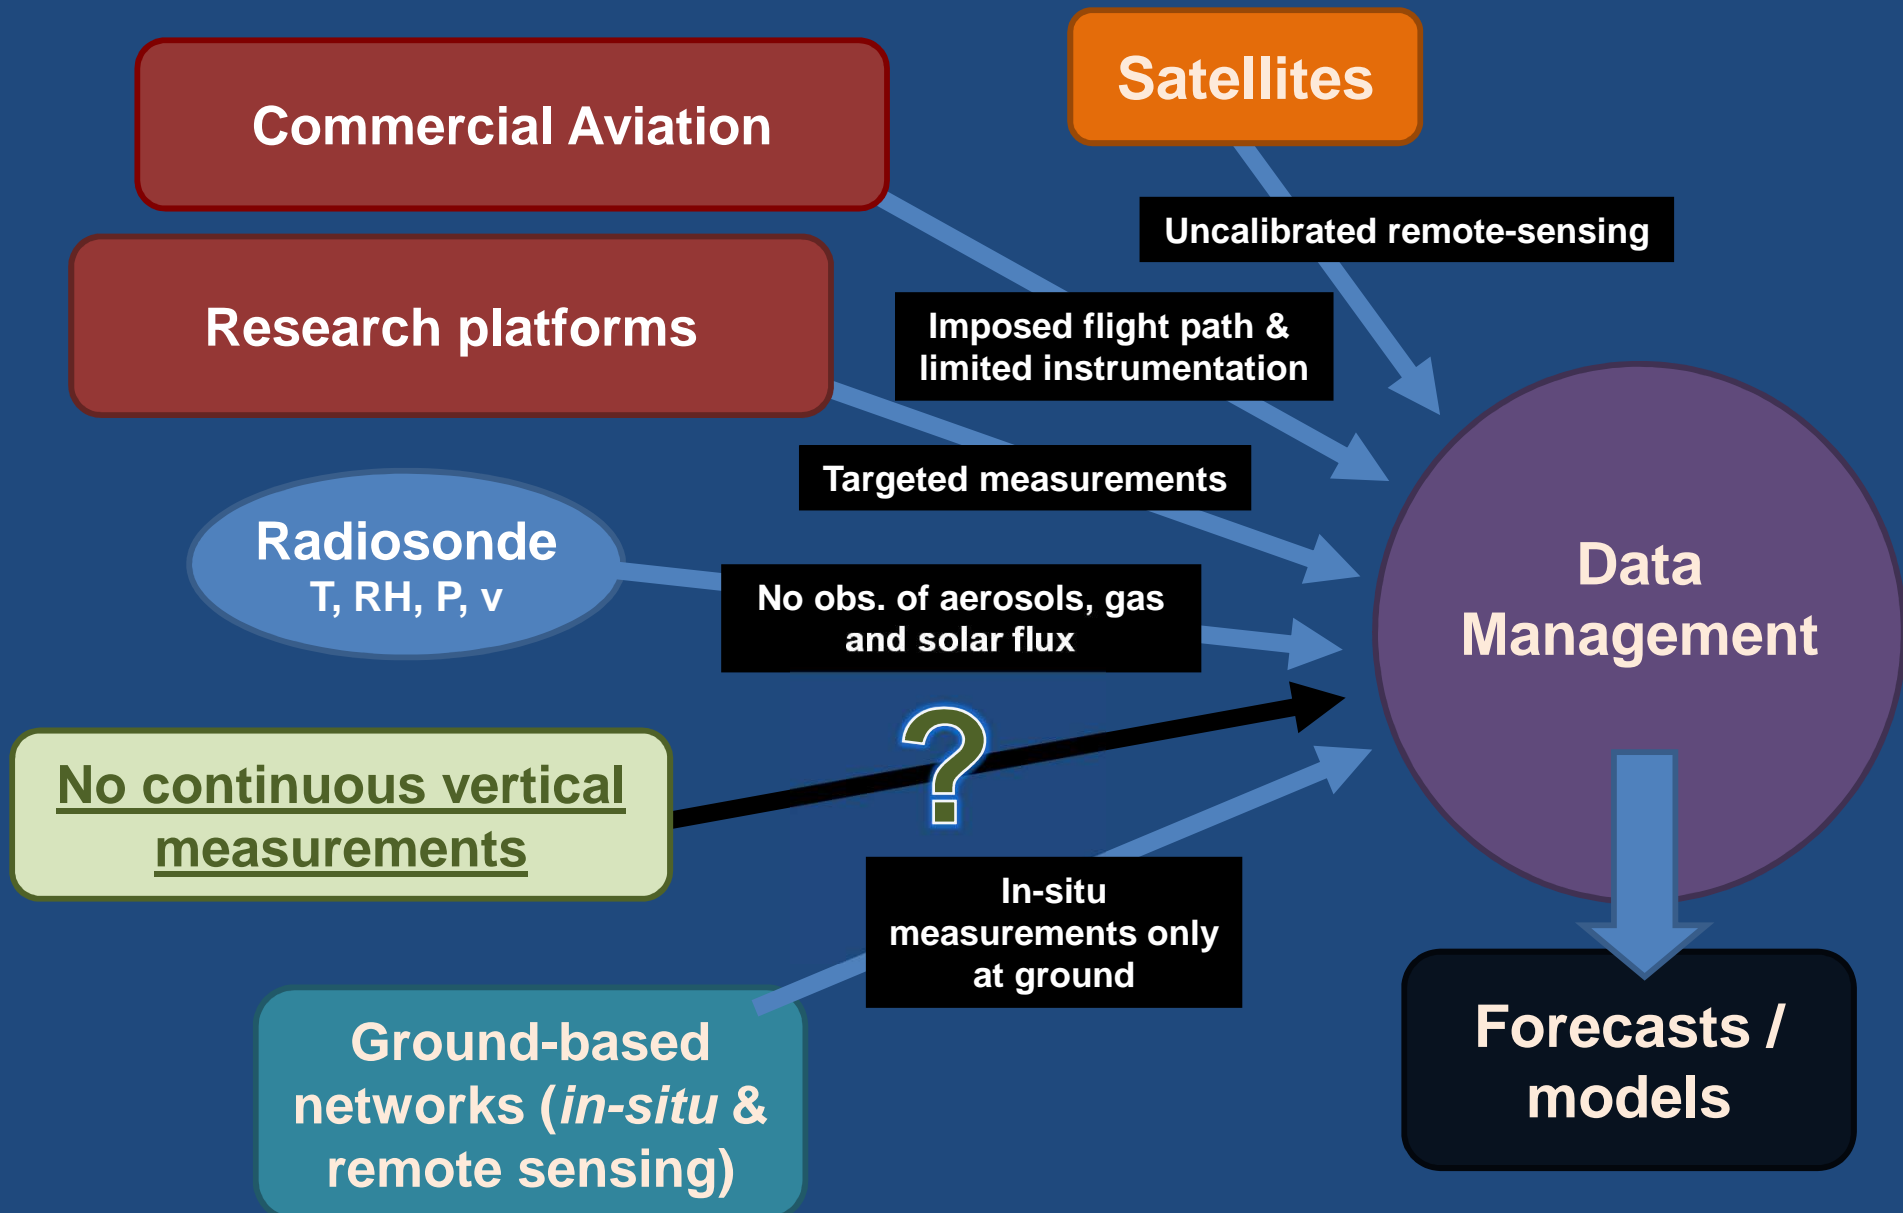 Commercial Aviation
Satellites
Uncalibrated remote-sensing
Research platforms
Imposed flight path &
limited instrumentation
Targeted measurements
Radiosonde
T, RH, P, v
No obs. of aerosols, gas
and solar flux
Data
Management
?
No continuous vertical
measurements
In-situ
measurements only
at ground
Ground-based
networks (in-situ &
remote sensing)
Forecasts /
models